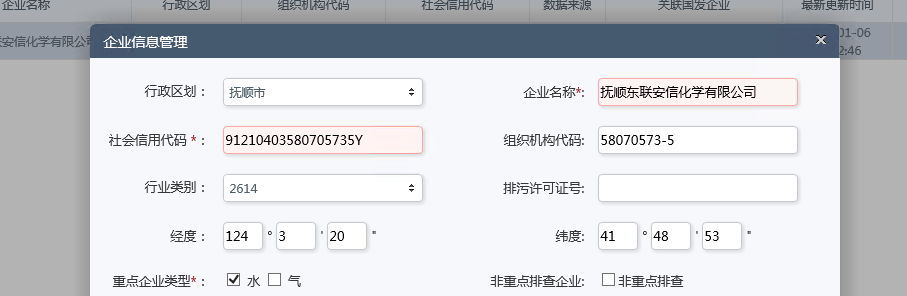 企业名称 行政区划 组织机构代码 社会信用代码 数据来源 关联国发企业 最新更新时间
联安信化学有限公司 01-06
2:46
企业信息管理 ×
行政区划： 抚顺市 企业名称*: 抚顺东联安信化学有限公司
社会信用代码 *： 91210403580705735Y 组织机构代码: 58070573-5
行业类别： 2614 排污许可证号:
经度： 124 ° 3 ' 20 " 纬度: 41 ° 48 ' 53 "
重点企业类型*： 水 气 非重点排查企业: 非重点排查